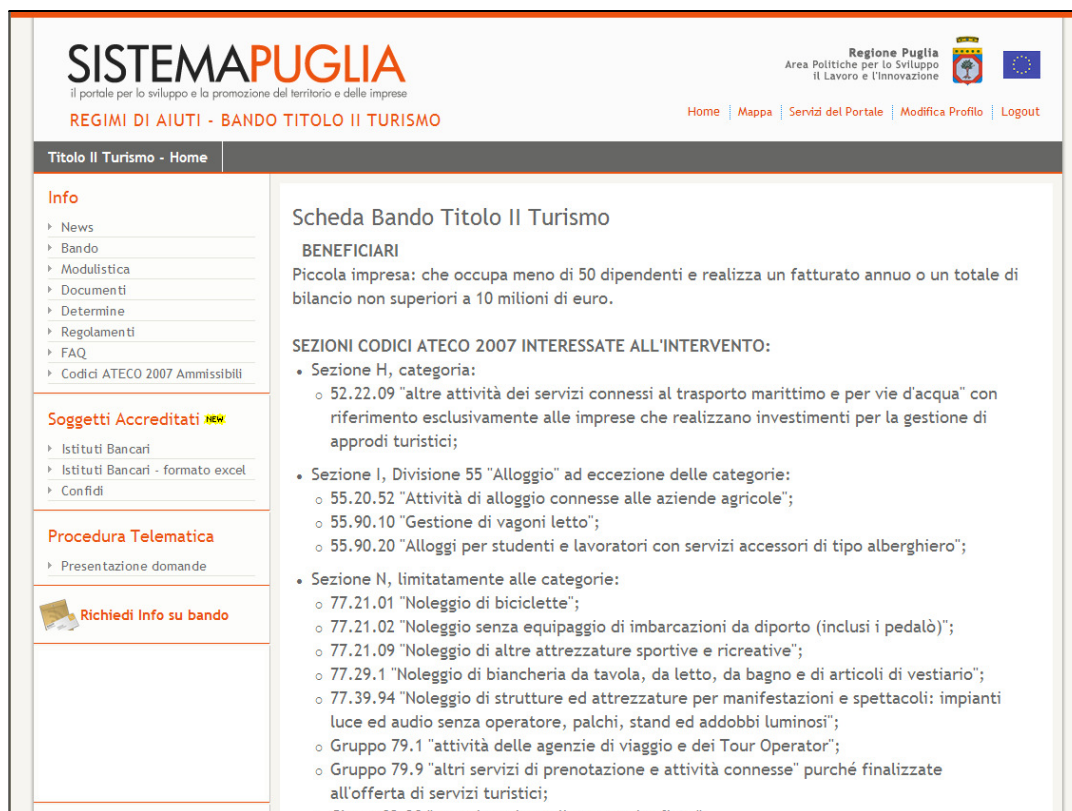 SISTEMAPUGLIA
il portale per lo sviluppo e la promozione del territorio e delle imprese
REGIMI DI AIUTI - BANDO TITOLO II TURISMO
Regione Puglia
Area Politiche per lo Sviluppo
il Lavoro e l'Innovazione
Home | Mappa | Servizi del Portale | Modifica Profilo | Logout
Titolo II Turismo - Home
Info
News
Bando
Modulistica
Documenti
Determine
Regolamenti
FAQ
Codici ATECO 2007 Ammissibili
Soggetti Accreditati NEW
Istituti Bancari
Istituti Bancari - formato excel
Confidi
Procedura Telematica
Presentazione domande
Richiedi Info su bando
Scheda Bando Titolo II Turismo
BENEFICIARI
Piccola impresa: che occupa meno di 50 dipendenti e realizza un fatturato annuo o un totale di
bilancio non superiori a 10 milioni di euro.
SEZIONI CODICI ATECO 2007 INTERESSATE ALL'INTERVENTO:
• Sezione H, categoria:
○ 52.22.09 "altre attività dei servizi connessi al trasporto marittimo e per vie d'acqua" con
riferimento esclusivamente alle imprese che realizzano investimenti per la gestione di
approdi turistici;
• Sezione I, Divisione 55 "Alloggio" ad eccezione delle categorie:
○ 55.20.52 "Attività di alloggio connesse alle aziende agricole";
○ 55.90.10 "Gestione di vagoni letto";
○ 55.90.20 "Alloggi per studenti e lavoratori con servizi accessori di tipo alberghiero";
• Sezione N, limitatamente alle categorie:
○ 77.21.01 "Noleggio di biciclette";
○ 77.21.02 "Noleggio senza equipaggio di imbarcazioni da diporto (inclusi i pedalò)";
○ 77.21.09 "Noleggio di altre attrezzature sportive e ricreative";
○ 77.29.1 "Noleggio di biancheria da tavola, da letto, da bagno e di articoli di vestiario";
○ 77.39.94 "Noleggio di strutture ed attrezzature per manifestazioni e spettacoli: impianti
luce ed audio senza operatore, palchi, stand ed addobbi luminosi";
○ Gruppo 79.1 "attività delle agenzie di viaggio e dei Tour Operator";
○ Gruppo 79.9 "altri servizi di prenotazione e attività connesse" purché finalizzate
all'offerta di servizi turistici;